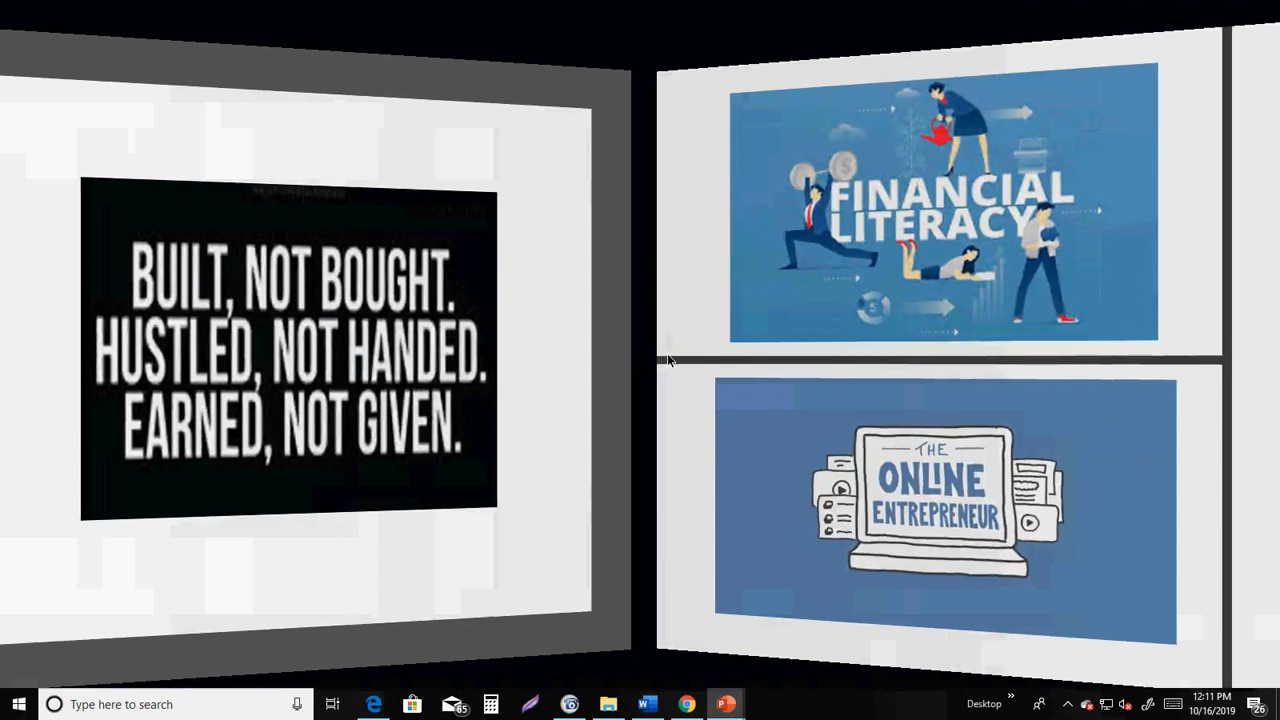 BUILT, NOT BOUGHT.
HUSTLED, NOT HANDED.
EARNED, NOT GIVEN.
FINANCIAL
LITERACY
THE
ONLINE
ENTREPRENEUR
Type here to search
65
Desktop
12:11 PM
10/16/2019
26